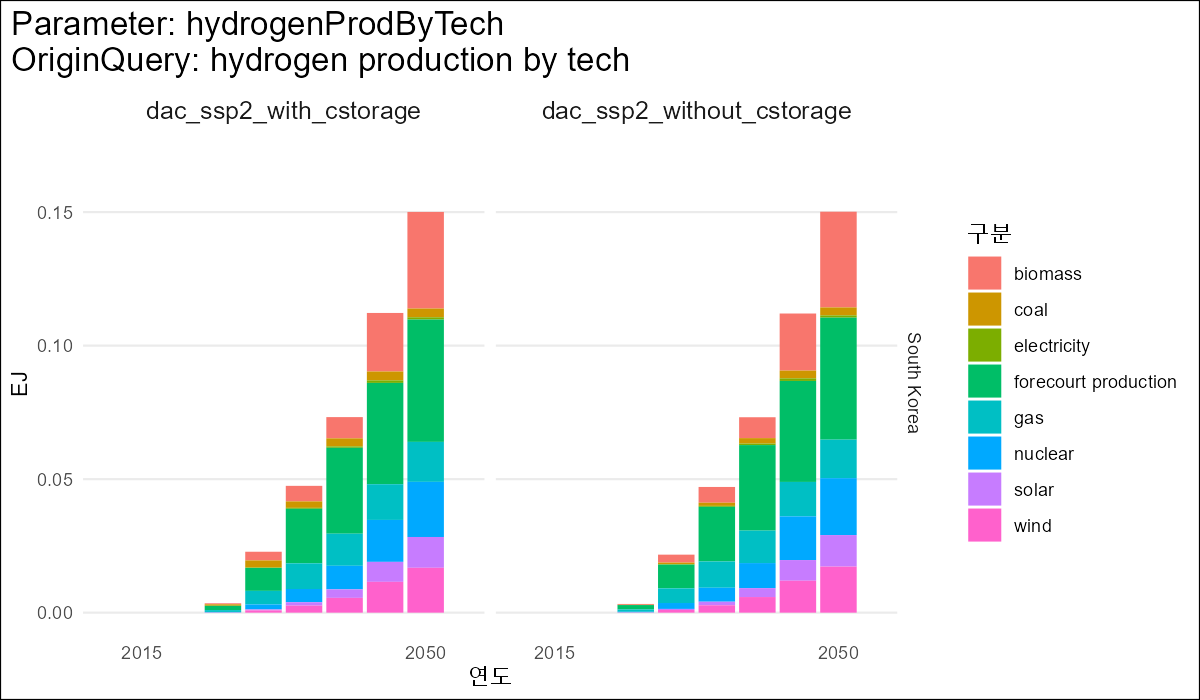 Parameter: hydrogenProdByTech
OriginQuery: hydrogen production by tech
dac_ssp2_with_cstorage
dac_ssp2_without_cstorage
0.15
0.10
0.05
0.00
EJ
2015
2050
2015
2050
연도
South Korea
구분
biomass
coal
electricity
forecourt production
gas
nuclear
solar
wind